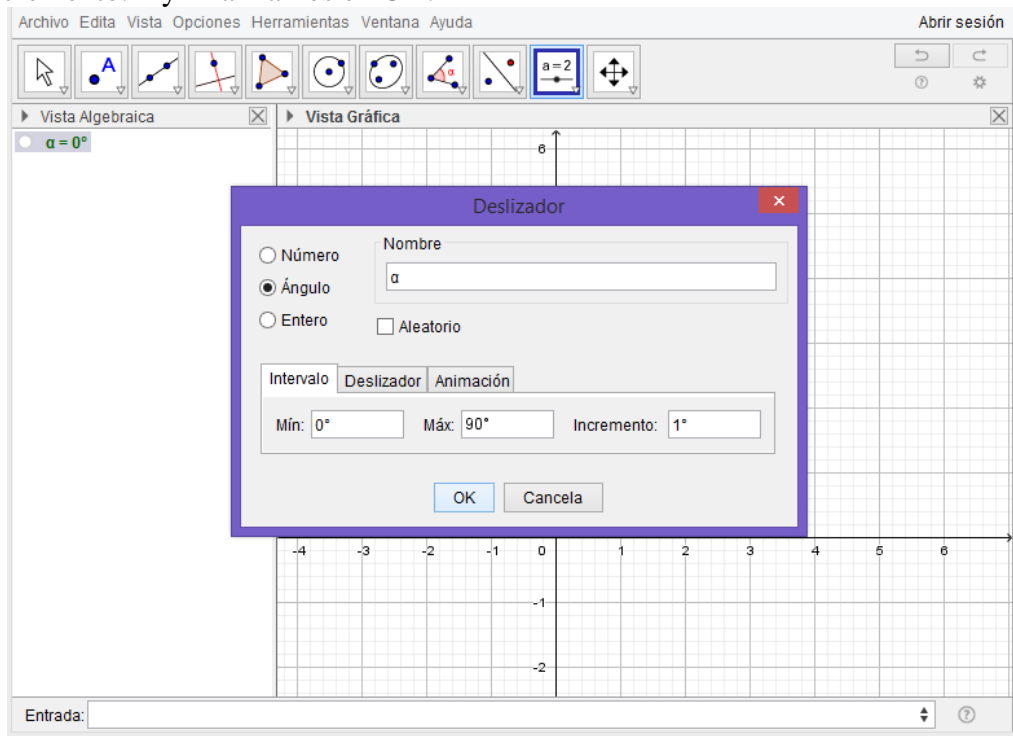 Archivo Edita Vista Opciones Herramientas Ventana Ayuda Abrir sesión
A α a=2
Vista Algebraica Vista Gráfica
α = 0°
6
Deslizador
Número
Ángulo
Entero
Nombre
α
Aleatorio
Intervalo Deslizador Animación
Mín: 0° Máx: 90° Incremento: 1°
OK Cancela
-4 -3 -2 -1 0 1 2 3 4 5 6
-1
-2
Entrada: